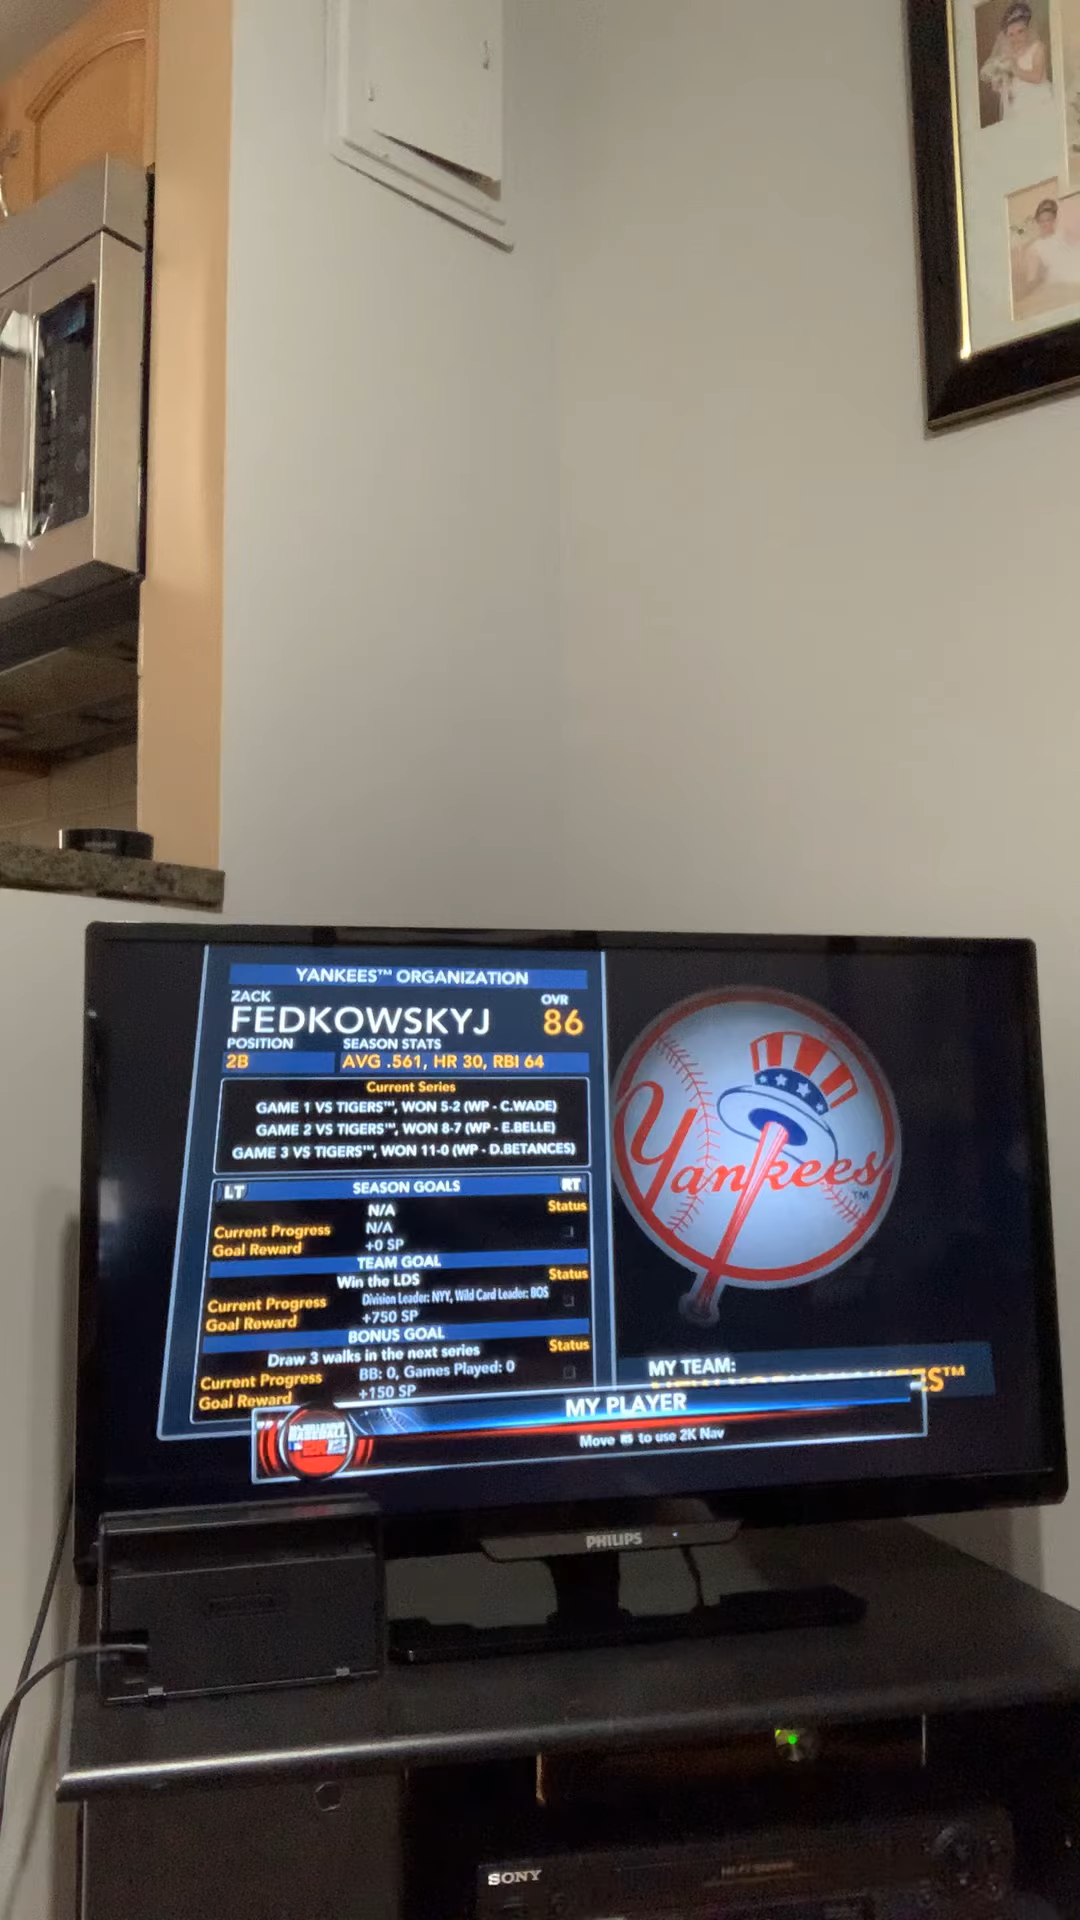 YANKEES™ ORGANIZATION
ZACK
OVR
FEDKOWSKYJ
86
POSITION
SEASON STATS
2B
AVG .561, HR 30, RBI 64
Current Series
GAME 1 VS TIGERS™, WON 5-2 (WP - C.WADE)
GAME 2 VS TIGERS™, WON 8-7 (WP - E.BELLE)
GAME 3 VS TIGERS™, WON 11-0 (WP - D.BETANCES)
LT
SEASON GOALS
RT
N/A
Status
Current Progress
N/A
Goal Reward
+0 SP
TEAM GOAL
Win the LDS
Status
Current Progress
Division Leader: NYY, Wild Card Leader: BOS
Goal Reward
+750 SP
BONUS GOAL
Draw 3 walks in the next series
Status
Current Progress
BB: 0, Games Played: 0
Goal Reward
+150 SP
Yankees™
MY TEAM:
MY PLAYER
Move to use 2K Nav
BASEBALL
2K12
PHILIPS
SONY